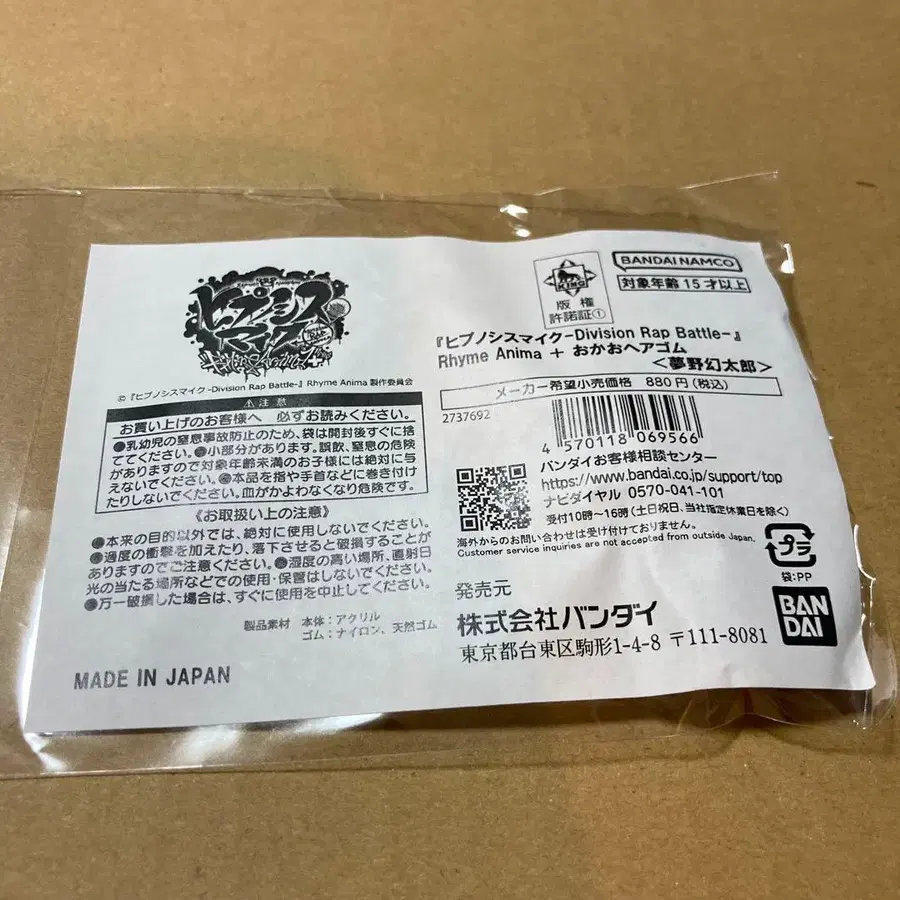 ヒプノシス
マイク
Rhyme Anima
©『ヒプノシスマイク-Division Rap Battle-』Rhyme Anima 製作委員会
⚠注意
お買い上げのお客様へ 必ずお読みください。
●乳幼児の窒息事故防止のため、袋は開封後すぐに捨
ててください。●小部分があります。誤飲、窒息の危険
がありますので対象年齢未満のお子様には絶対に与
えないでください。●本品を指や手首などに巻き付け
たりしないでください。血がかよわなくなり危険です。
《お取扱い上の注意》
●本来の目的以外では、絶対に使用しないでください。
●過度の衝撃を加えたり、落下させると破損することが
ありますのでご注意ください。●湿度の高い場所、直射日
光の当たる場所などでの使用・保管はしないでください。
●万一破損した場合は、すぐに使用を中止してください。
製品素材 本体：アクリル
ゴム：ナイロン、天然ゴム
MADE IN JAPAN
KING
版権
許諾証①
BANDAI NAMCO
対象年齢15才以上
『ヒプノシスマイク-Division Rap Battle-』
Rhyme Anima + おかおヘアゴム
＜夢野幻太郎＞
メーカー希望小売価格 880円(税込)
2737692
4 570118 069566
バンダイお客様相談センター
https://www.bandai.co.jp/support/top
ナビダイヤル 0570-041-101
受付10時～16時(土日祝日、当社指定休業日を除く)
海外からのお問い合わせは受け付けておりません。
Customer service inquiries are not accepted from outside Japan.
プラ
袋:PP
発売元
株式会社バンダイ
東京都台東区駒形1-4-8 〒111-8081
BAN
DAI